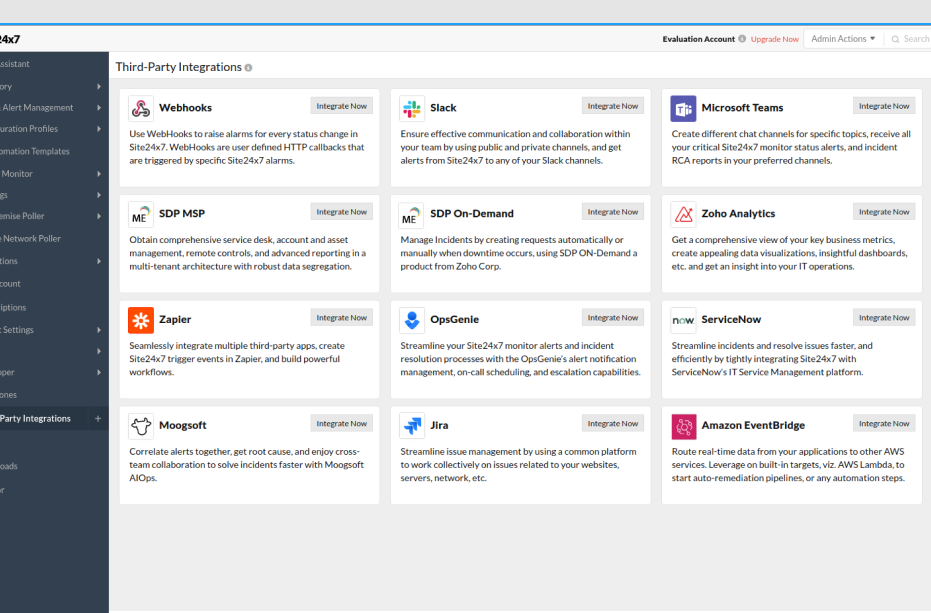 24x7
Evaluation Account Upgrade Now Admin Actions Search
Assistant
Alert Management
Automation Templates
Monitor
Poller
Network Poller
Settings
Party Integrations +
Third-Party Integrations
Webhooks Integrate Now
Use WebHooks to raise alarms for every status change in
Site24x7. WebHooks are user defined HTTP callbacks that
are triggered by specific Site24x7 alarms.
Slack Integrate Now
Ensure effective communication and collaboration within
your team by using public and private channels, and get
alerts from Site24x7 to any of your Slack channels.
Microsoft Teams Integrate Now
Create different chat channels for specific topics, receive all
your critical Site24x7 monitor status alerts, and incident
RCA reports in your preferred channels.
ME SDP MSP Integrate Now
Obtain comprehensive service desk, account and asset
management, remote controls, and advanced reporting in a
multi-tenant architecture with robust data segregation.
ME SDP On-Demand Integrate Now
Manage Incidents by creating requests automatically or
manually when downtime occurs, using SDP ON-Demand a
product from Zoho Corp.
Zoho Analytics Integrate Now
Get a comprehensive view of your key business metrics,
create appealing data visualizations, insightful dashboards,
etc. and get an insight into your IT operations.
Zapier Integrate Now
Seamlessly integrate multiple third-party apps, create
Site24x7 trigger events in Zapier, and build powerful
workflows.
OpsGenie Integrate Now
Streamline your Site24x7 monitor alerts and incident
resolution processes with the OpsGenie's alert notification
management, on-call scheduling, and escalation capabilities.
now. ServiceNow Integrate Now
Streamline incidents and resolve issues faster, and
efficiently by tightly integrating Site24x7 with
ServiceNow's IT Service Management platform.
Moogsoft Integrate Now
Correlate alerts together, get root cause, and enjoy cross-
team collaboration to solve incidents faster with Moogsoft
AIOps.
Jira Integrate Now
Streamline issue management by using a common platform
to work collectively on issues related to your websites,
servers, network, etc.
Amazon EventBridge Integrate Now
Route real-time data from your applications to other AWS
services. Leverage on built-in targets, viz. AWS Lambda, to
start auto-remediation pipelines, or any automation steps.